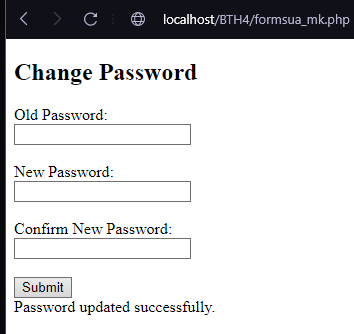 localhost/BTH4/formsua_mk.php
Change Password
Old Password:
New Password:
Confirm New Password:
Submit
Password updated successfully.